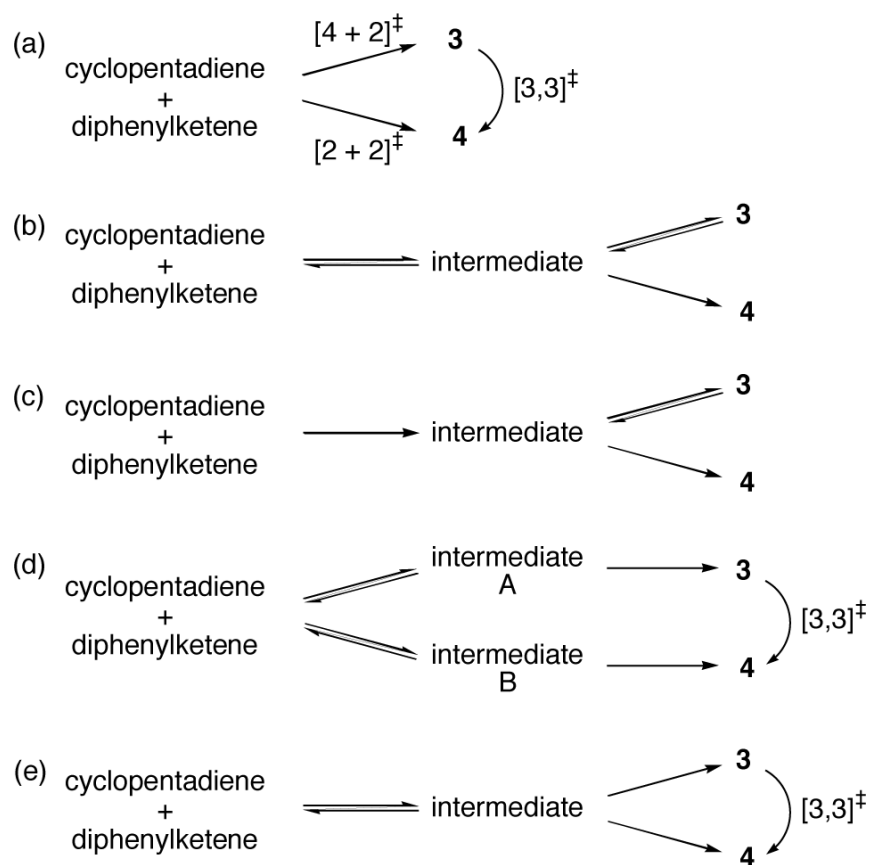 (a)
cyclopentadiene
+
diphenylketene
[4 + 2]‡
[2 + 2]‡
3
4
[3,3]‡
(b)
cyclopentadiene
+
diphenylketene
intermediate
3
4
(c)
cyclopentadiene
+
diphenylketene
intermediate
3
4
(d)
cyclopentadiene
+
diphenylketene
intermediate
A
intermediate
B
3
4
[3,3]‡
(e)
cyclopentadiene
+
diphenylketene
intermediate
3
4
[3,3]‡